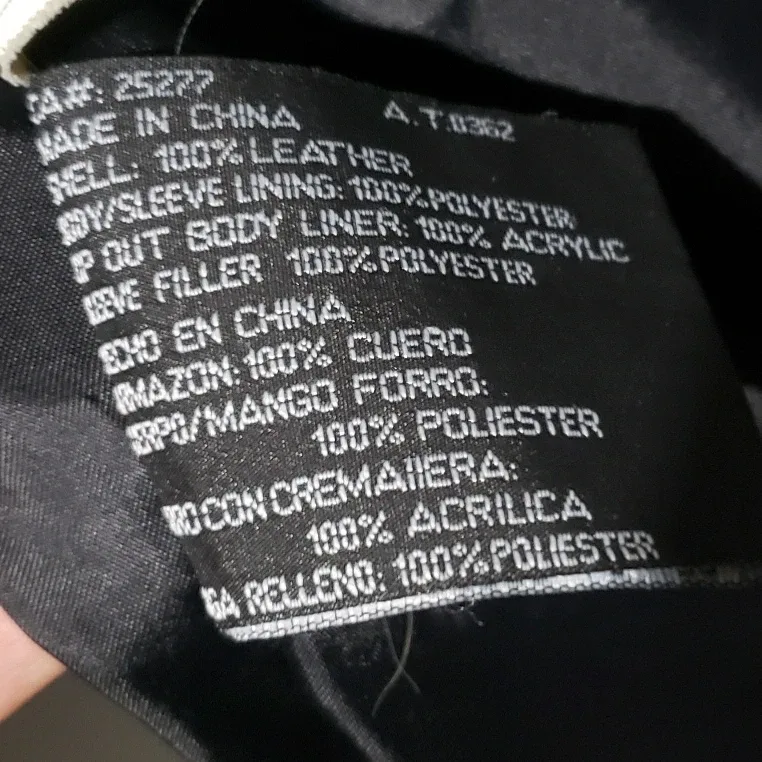 CA#: 25277
MADE IN CHINA A.T.0362
SHELL: 100% LEATHER
BODY/SLEEVE LINING: 100% POLYESTER
ZIP OUT BODY LINER: 100% ACRYLIC
SLEEVE FILLER 100% POLYESTER
HECHO EN CHINA
ARMAZON: 100% CUERO
CUERPO/MANGO FORRO:
100% POLIESTER
FORRO CON CREMALLERA:
100% ACRILICA
MANGA RELLENO: 100% POLIESTER